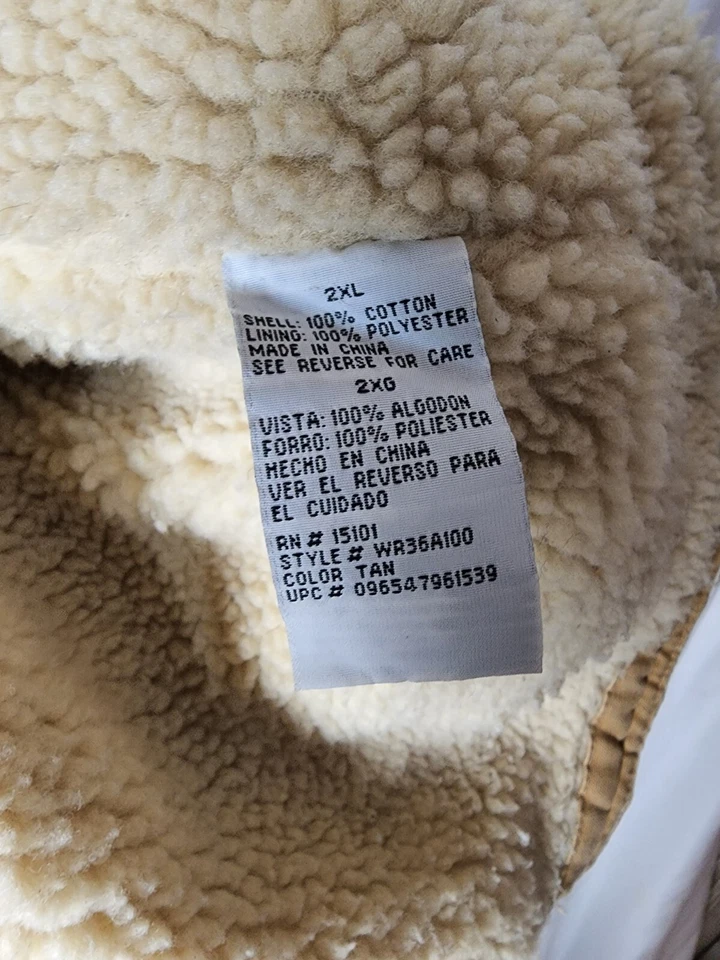 2XL
SHELL: 100% COTTON
LINING: 100% POLYESTER
MADE IN CHINA
SEE REVERSE FOR CARE
2XG
VISTA: 100% ALGODON
FORRO: 100% POLIESTER
HECHO EN CHINA
VER EL REVERSO PARA
EL CUIDADO
RN # 15101
STYLE # WR36A100
COLOR TAN
UPC # 096547961539